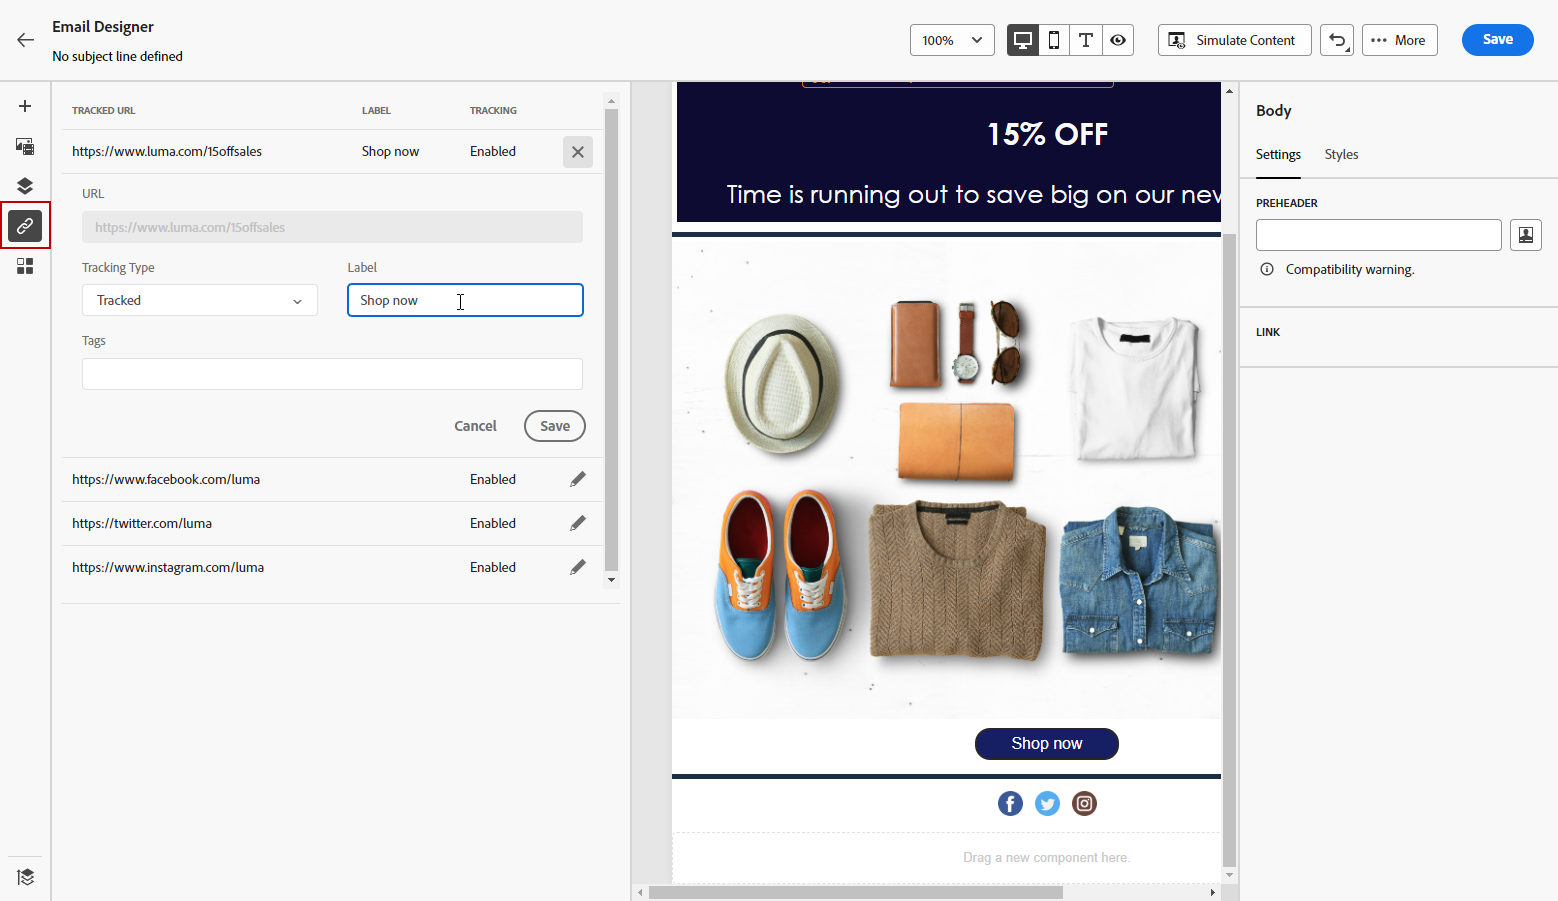 Email Designer
No subject line defined
100%
Simulate Content
More
Save
TRACKED URL
LABEL
TRACKING
https://www.luma.com/15offsales
Shop now
Enabled
URL
https://www.luma.com/15offsales
Tracking Type
Label
Tracked
Shop now
Tags
Cancel
Save
https://www.facebook.com/luma
Enabled
https://twitter.com/luma
Enabled
https://www.instagram.com/luma
Enabled
15% OFF
Time is running out to save big on our new
Shop now
Drag a new component here.
Body
Settings
Styles
PREHEADER
Compatibility warning.
LINK